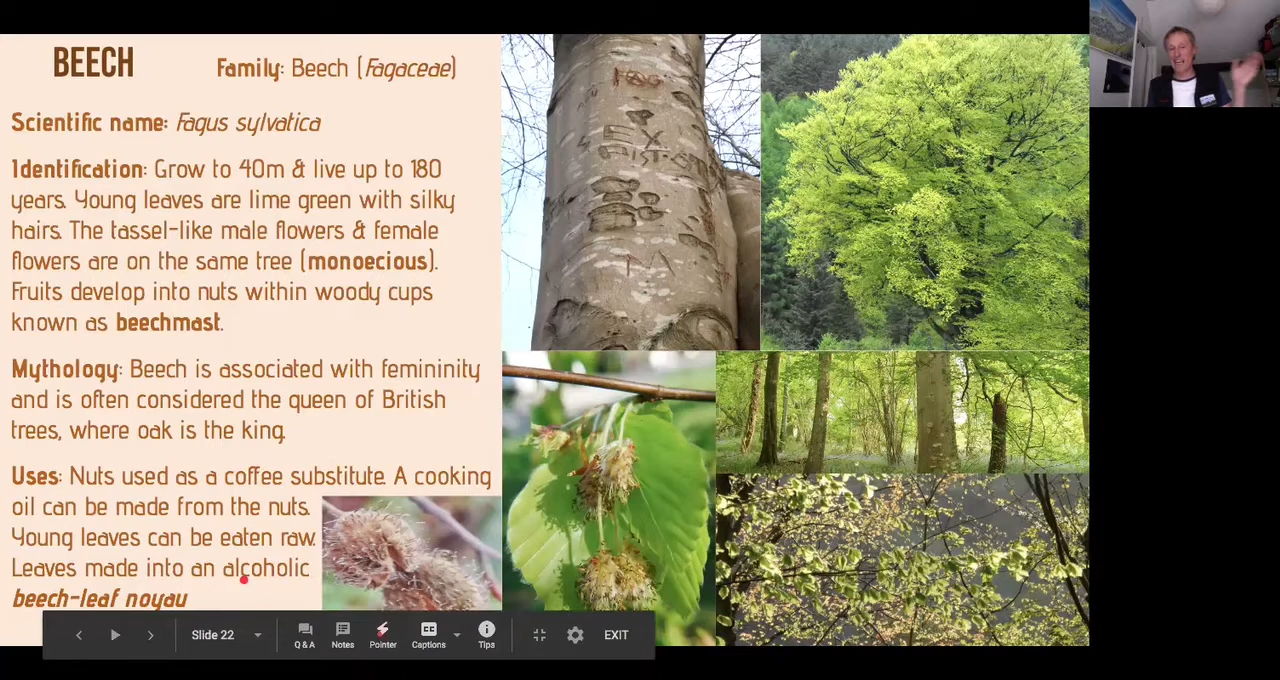 BEECH
Family: Beech (Fagaceae)
Scientific name: Fagus sylvatica
Identification: Grow to 40m & live up to 180
years. Young leaves are lime green with silky
hairs. The tassel-like male flowers & female
flowers are on the same tree (monoecious).
Fruits develop into nuts within woody cups
known as beechmast.
Mythology: Beech is associated with femininity
and is often considered the queen of British
trees, where oak is the king.
Uses: Nuts used as a coffee substitute. A cooking
oil can be made from the nuts.
Young leaves can be eaten raw.
Leaves made into an alcoholic
beech-leaf noyau
EX
Slide 22
Q & A
Notes
Pointer
CC
Captions
Tips
EXIT